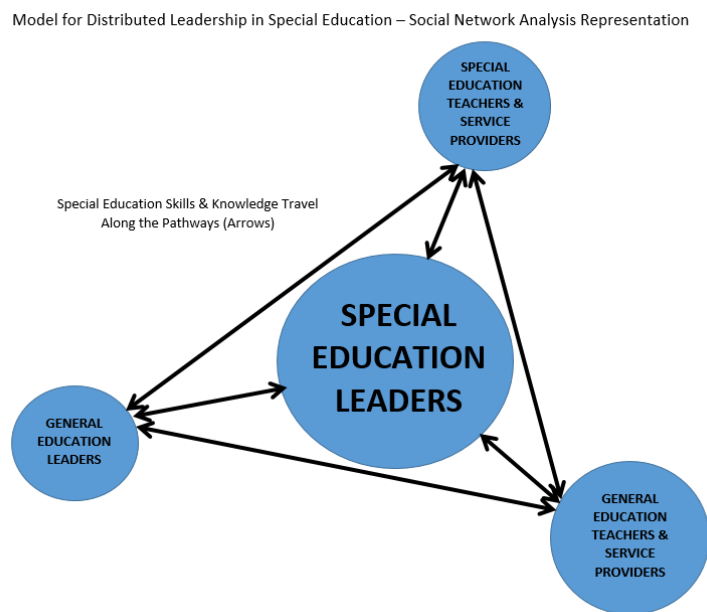 Model for Distributed Leadership in Special Education – Social Network Analysis Representation
SPECIAL
EDUCATION
TEACHERS &
SERVICE
PROVIDERS
Special Education Skills & Knowledge Travel
Along the Pathways (Arrows)
SPECIAL
EDUCATION
LEADERS
GENERAL
EDUCATION
LEADERS
GENERAL
EDUCATION
TEACHERS &
SERVICE
PROVIDERS